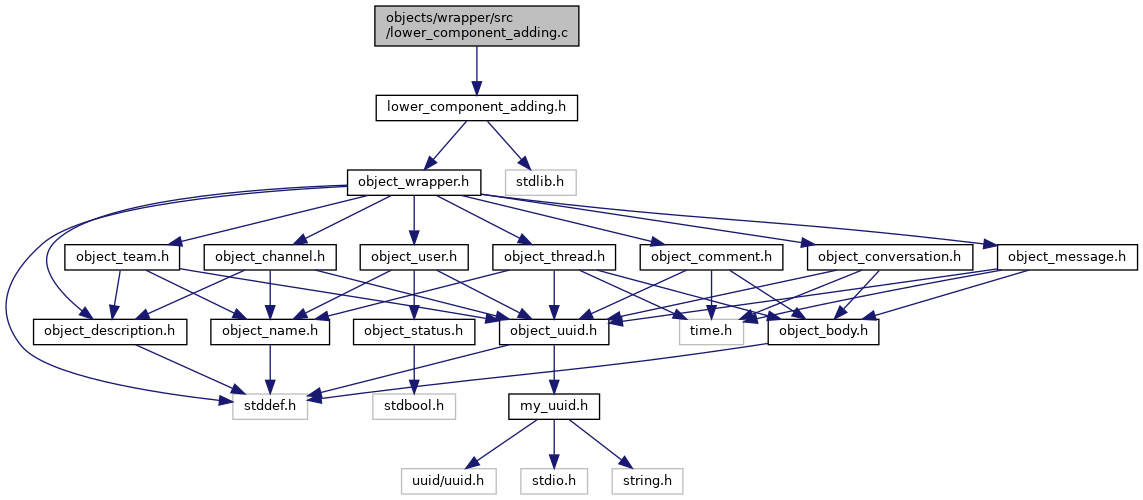 objects/wrapper/src
/lower_component_adding.c
lower_component_adding.h
object_wrapper.h
stdlib.h
object_team.h
object_channel.h
object_user.h
object_thread.h
object_comment.h
object_conversation.h
object_message.h
object_description.h
object_name.h
object_status.h
object_uuid.h
time.h
object_body.h
stddef.h
stdbool.h
my_uuid.h
uuid/uuid.h
stdio.h
string.h